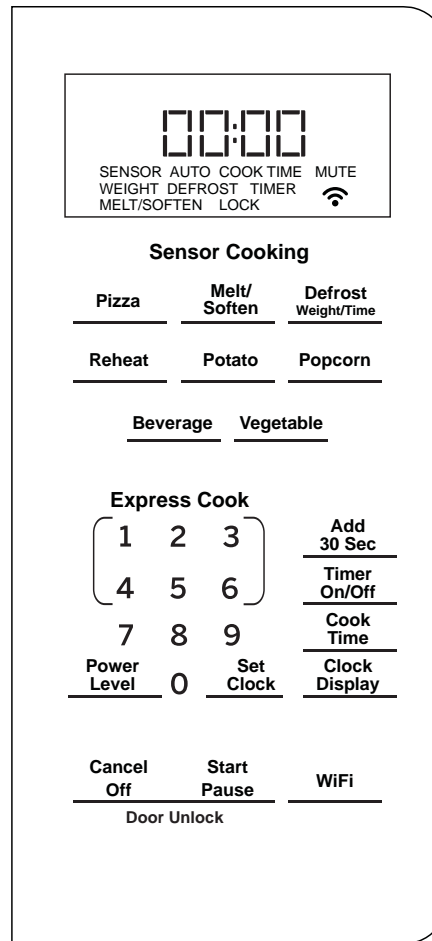 00:00
SENSOR AUTO COOK TIME MUTE
WEIGHT DEFROST TIMER
MELT/SOFTEN LOCK
Sensor Cooking
Pizza
Melt/
Soften
Defrost
Weight/Time
Reheat Potato Popcorn
Beverage Vegetable
Express Cook
1 2 3
Add
30 Sec
4 5 6
Timer
On/Off
7 8 9
Cook
Time
Power
Level
0
Set
Clock
Clock
Display
Cancel
Off
Start
Pause
WiFi
Door Unlock